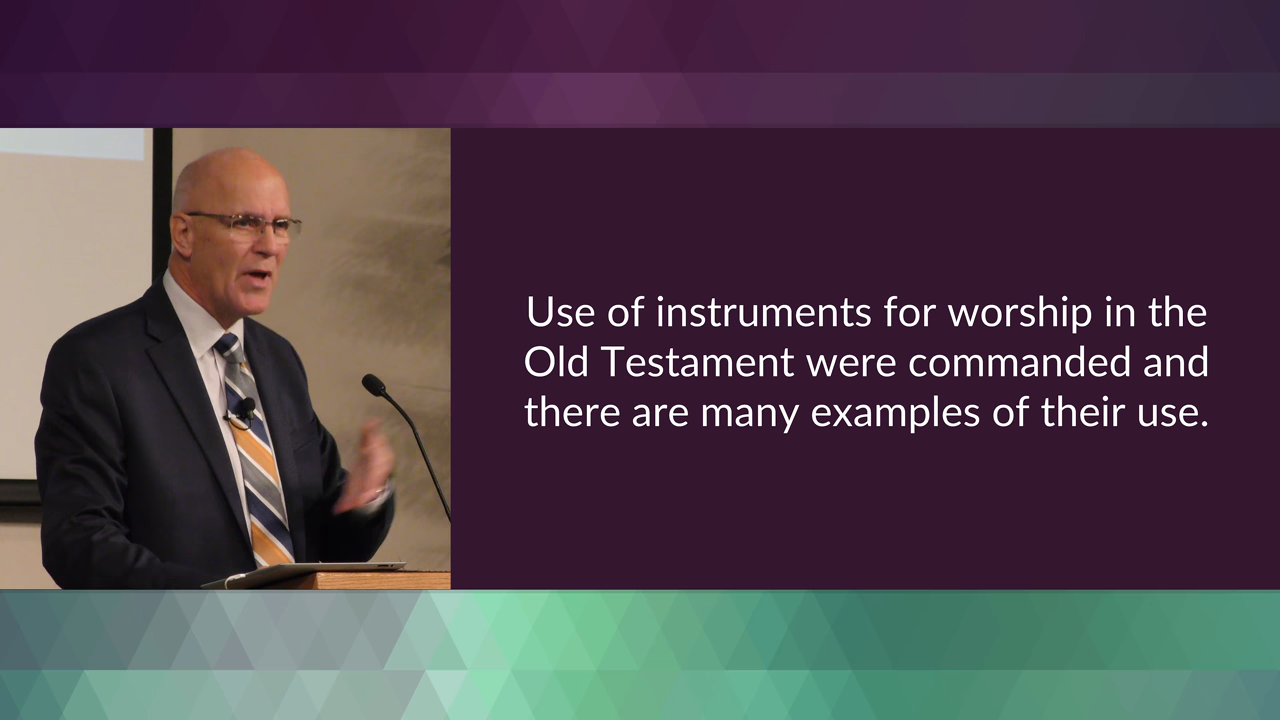 Use of instruments for worship in the
Old Testament were commanded and
there are many examples of their use.